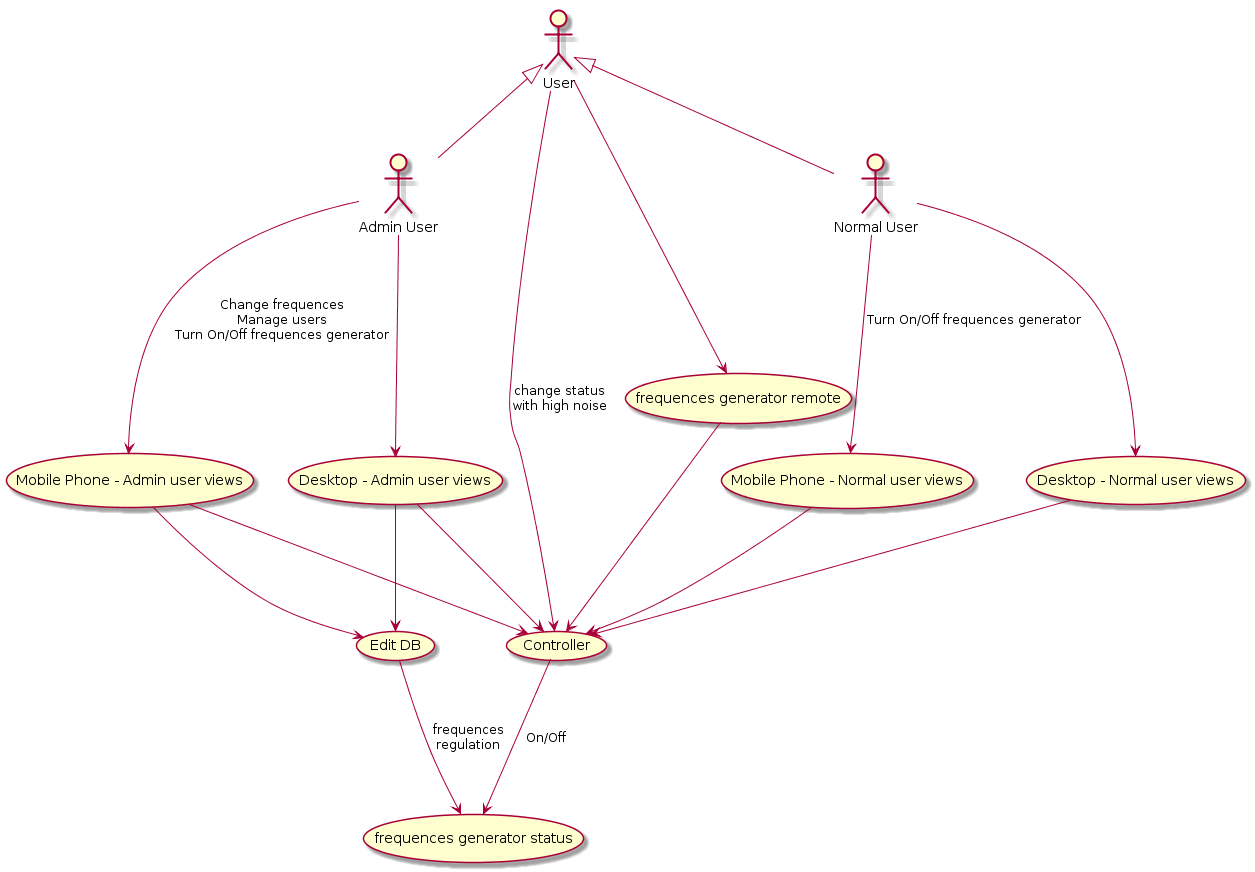 User
Admin User
Normal User
Change frequences
Manage users
Turn On/Off frequences generator
Turn On/Off frequences generator
change status
with high noise
frequences generator remote
Mobile Phone - Admin user views
Desktop - Admin user views
Mobile Phone - Normal user views
Desktop - Normal user views
Edit DB
Controller
frequences
regulation
On/Off
frequences generator status